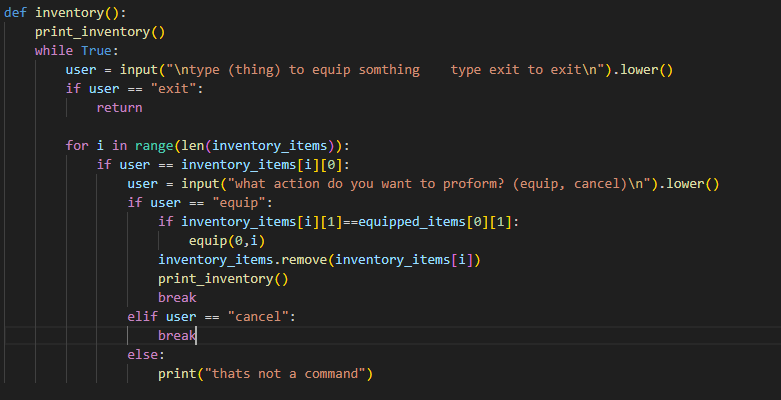 def inventory():
    print_inventory()
    while True:
        user = input("\ntype (thing) to equip somthing    type exit to exit\n").lower()
        if user == "exit":
            return

        for i in range(len(inventory_items)):
            if user == inventory_items[i][0]:
                user = input("what action do you want to proform? (equip, cancel)\n").lower()
                if user == "equip":
                    if inventory_items[i][1]==equipped_items[0][1]:
                        equip(0,i)
                    inventory_items.remove(inventory_items[i])
                    print_inventory()
                    break
                elif user == "cancel":
                    break
                else:
                    print("thats not a command")